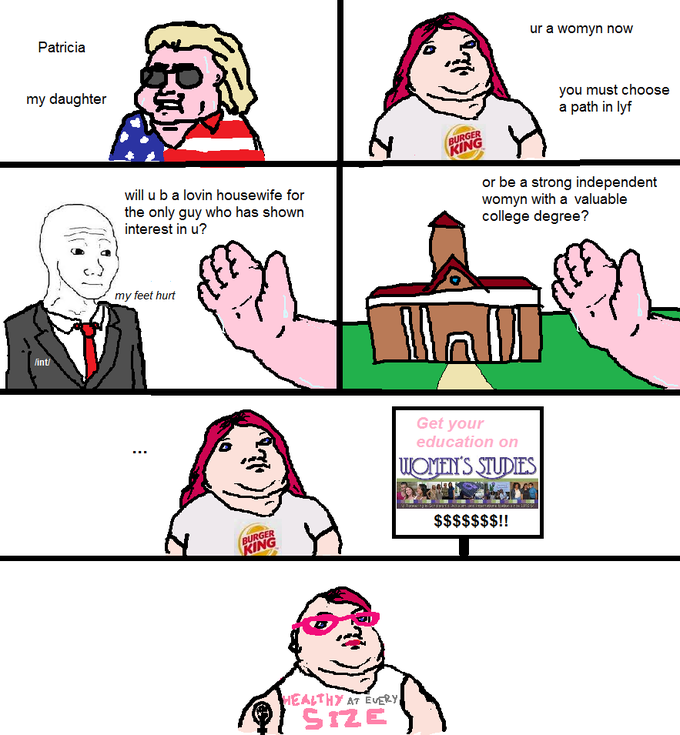 Patricia
my daughter
ur a womyn now
you must choose
a path in lyf
BURGER
KING
will u b a lovin housewife for
the only guy who has shown
interest in u?
my feet hurt
/int/
or be a strong independent
womyn with a valuable
college degree?
...
BURGER
KING
Get your
education on
WOMEN'S STUDIES
$$$$$$$!!
HEALTHY AT EVERY
SIZE